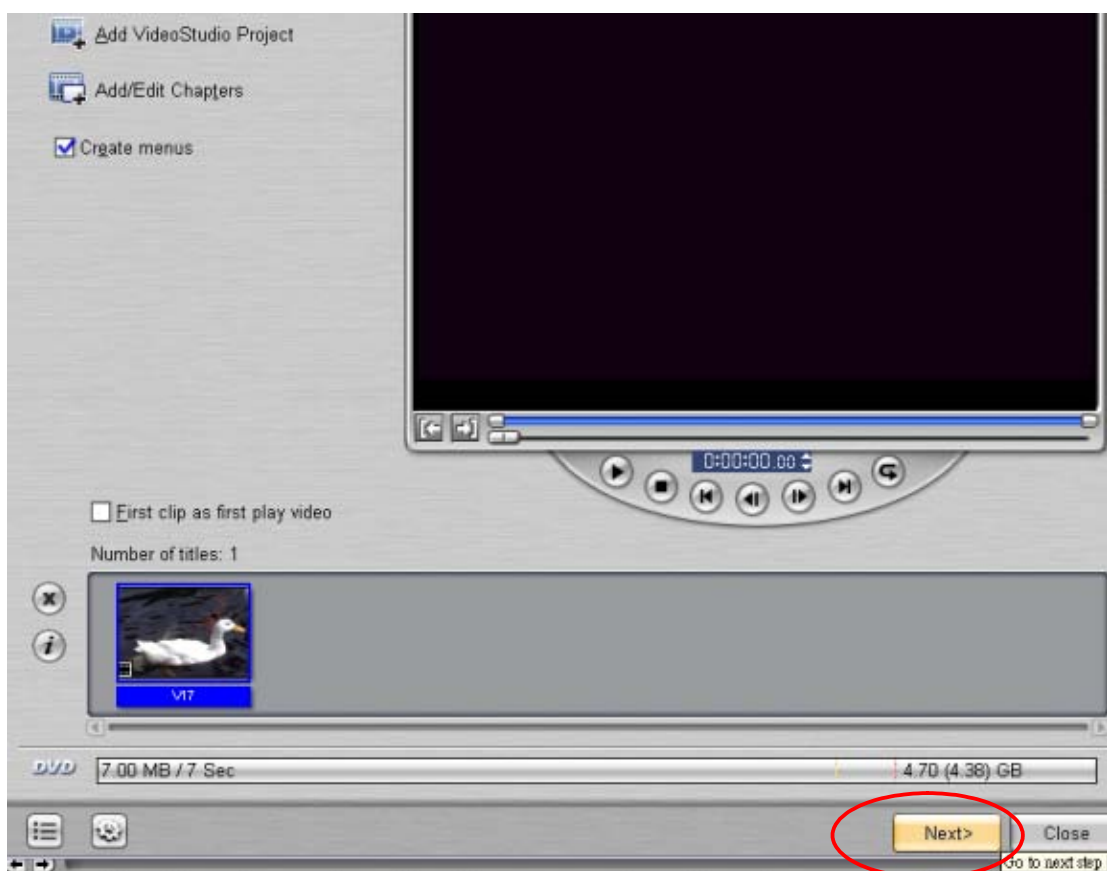 Add VideoStudio Project
Add/Edit Chapters
Create menus
0:00:00.00
First clip as first play video
Number of titles: 1
V17
DVD 7.00 MB / 7 Sec 4.70 (4.38) GB
Next> Close
Go to next step